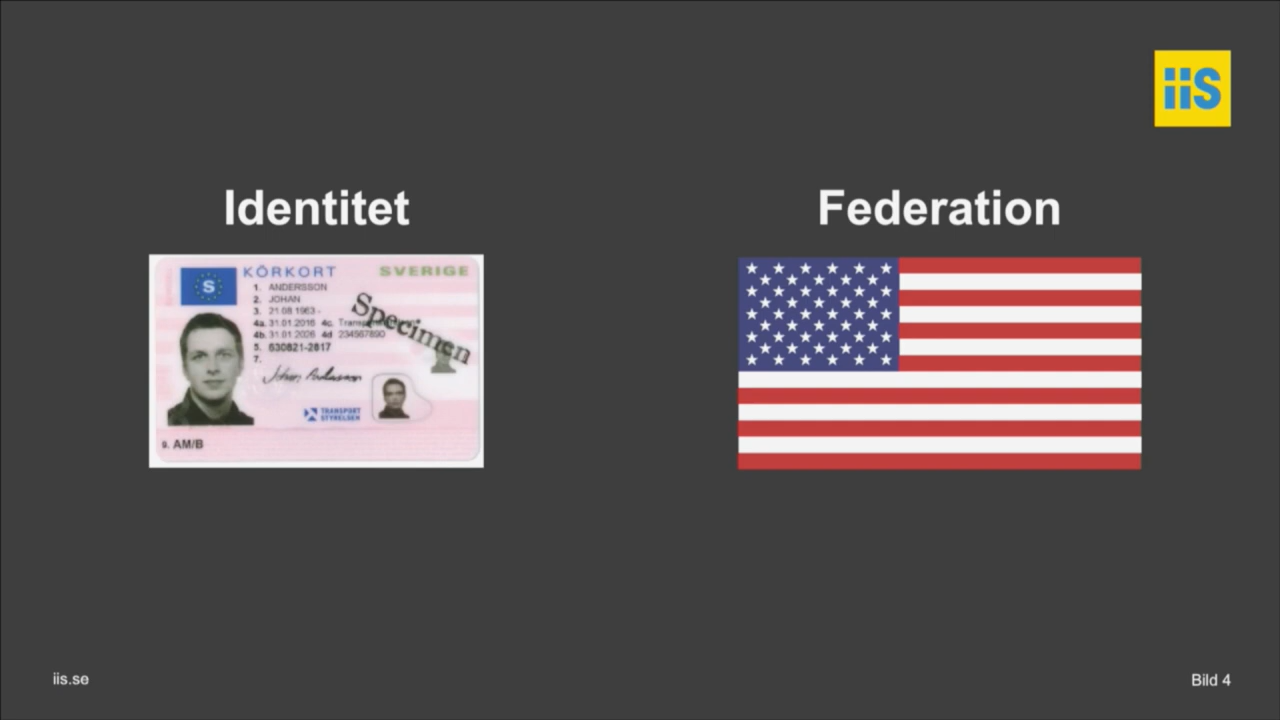 iis
Identitet
Federation
S
KÖRKORT SVERIGE
1. ANDERSSON
2. JOHAN
3. 21 08 1963 -
4a. 31.01.2016 4c.
4b. 31 01 2026 4d 234567890
5. 630821-2817
7.
Specimen
TRANSPORT
STYRELSEN
9. AM/B
iis.se
Bild 4